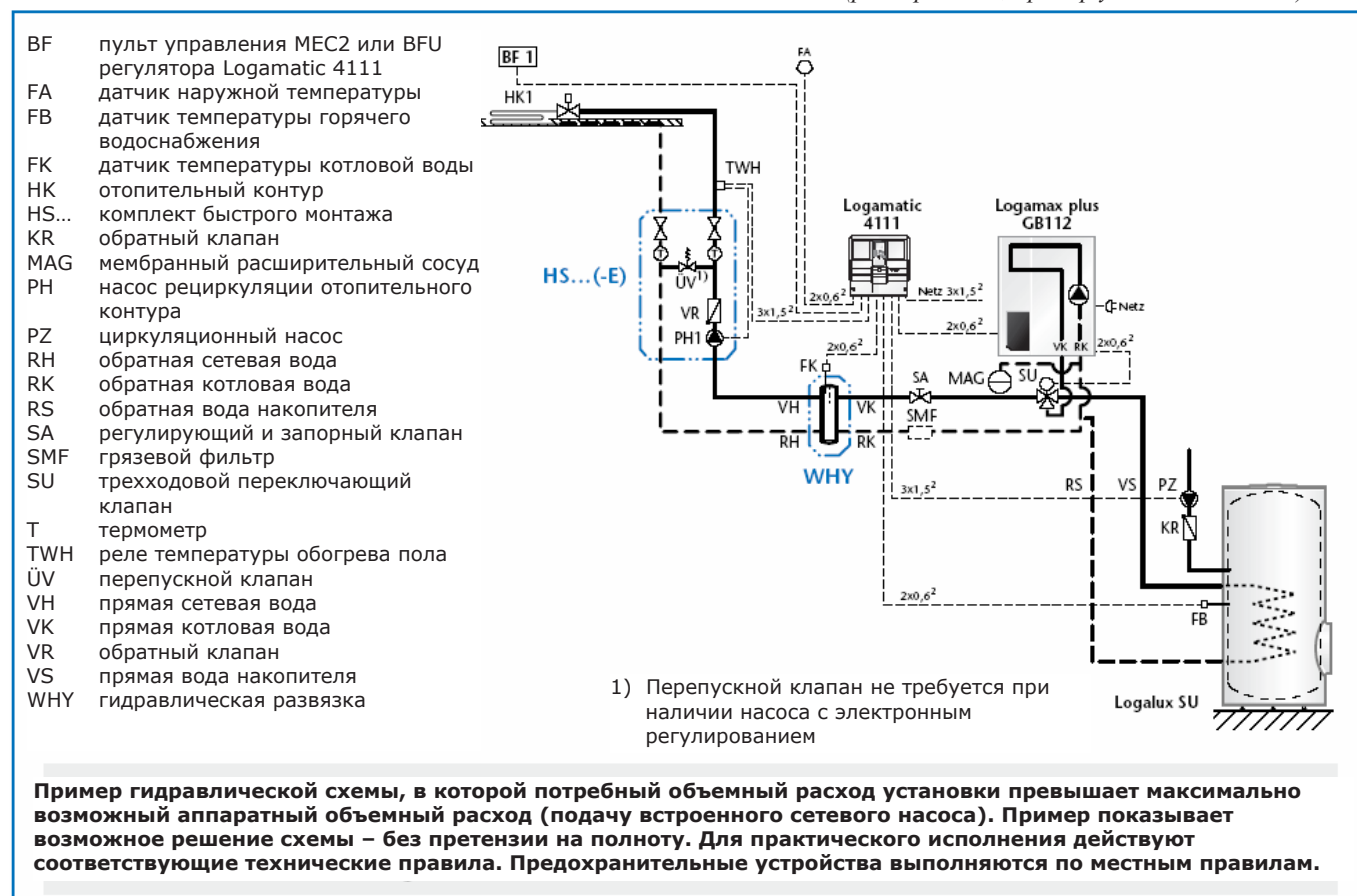 BF пульт управления MEC2 или BFU
регулятора Logamatic 4111
FA датчик наружной температуры
FB датчик температуры горячего
водоснабжения
FK датчик температуры котловой воды
HK отопительный контур
HS... комплект быстрого монтажа
KR обратный клапан
MAG мембранный расширительный сосуд
PH насос рециркуляции отопительного
контура
PZ циркуляционный насос
RH обратная сетевая вода
RK обратная котловая вода
RS обратная вода накопителя
SA регулирующий и запорный клапан
SMF грязевой фильтр
SU трехходовой переключающий
клапан
T термометр
TWH реле температуры обогрева пола
ÜV перепускной клапан
VH прямая сетевая вода
VK прямая котловая вода
VR обратный клапан
VS прямая вода накопителя
WHY гидравлическая развязка
BF 1
FA
HK1
TWH
Logamatic
4111
Logamax plus
GB112
HS...(-E)
T
T
ÜV1)
VR
PH1
3x1,5²
2x0,6²
Netz 3x1,5²
2x0,6²
Netz
VK RK
2x0,6²
2x0,6²
FK
SA
MAG
SU
VH
VK
SMF
RH
RK
WHY
3x1,5²
RS
VS
PZ
KR
2x0,6²
FB
Logalux SU
1) Перепускной клапан не требуется при
наличии насоса с электронным
регулированием
Пример гидравлической схемы, в которой потребный объемный расход установки превышает максимально
возможный аппаратный объемный расход (подачу встроенного сетевого насоса). Пример показывает
возможное решение схемы – без претензии на полноту. Для практического исполнения действуют
соответствующие технические правила. Предохранительные устройства выполняются по местным правилам.